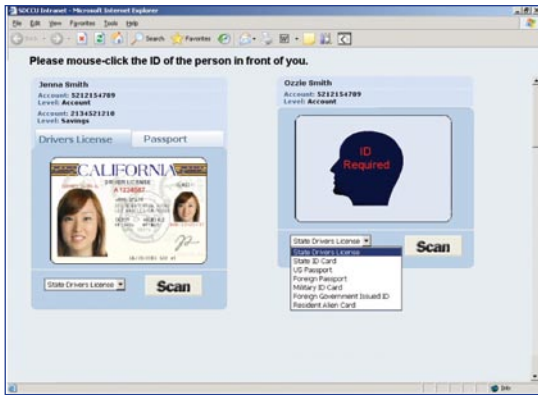 SDCCU Intranet - Microsoft Internet Explorer
File Edit View Favorites Tools Help
Search Favorites
Please mouse-click the ID of the person in front of you.
Jenna Smith
Account: 5212154789
Level: Account
Account: 2134521210
Level: Savings
Drivers License Passport
CALIFORNIA
DRIVER LICENSE
State Drivers License
Scan
Ozzie Smith
Account: 5212154789
Level: Account
ID
Required
State Drivers License
Scan
State Drivers License
State ID Card
US Passport
Foreign Passport
Military ID Card
Foreign Government Issued ID
Resident Alien Card